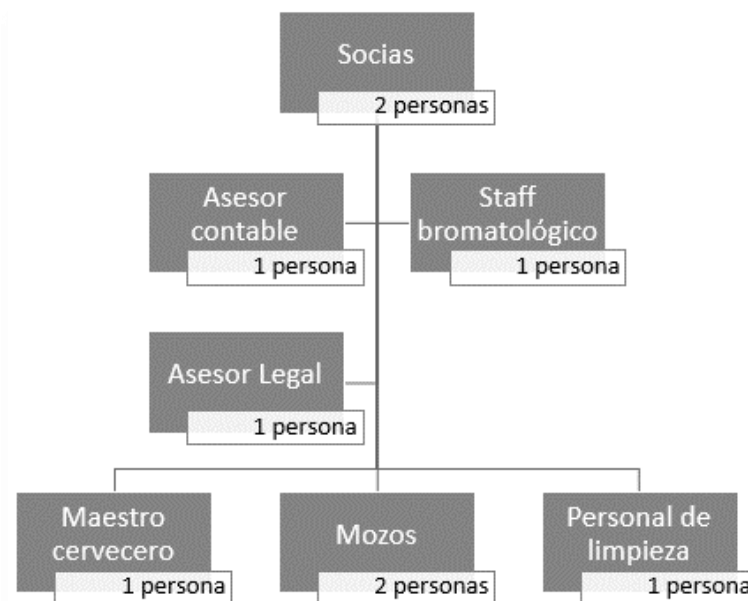 Socias
2 personas
Asesor
contable
1 persona
Staff
bromatológico
1 persona
Asesor Legal
1 persona
Maestro
cervecero
1 persona
Mozos
2 personas
Personal de
limpieza
1 persona